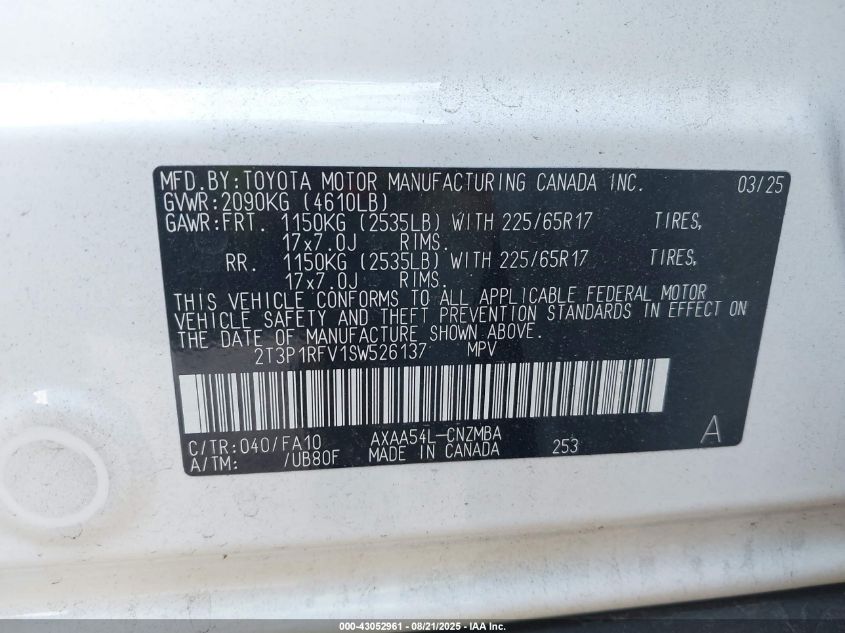 MFD.BY:TOYOTA MOTOR MANUFACTURING CANADA INC. 03/25
GVWR:2090KG (4610LB)
GAWR:FRT. 1150KG (2535LB) WITH 225/65R17 TIRES,
17x7.0J RIMS.
RR. 1150KG (2535LB) WITH 225/65R17 TIRES,
17x7.0J RIMS.
THIS VEHICLE CONFORMS TO ALL APPLICABLE FEDERAL MOTOR
VEHICLE SAFETY AND THEFT PREVENTION STANDARDS IN EFFECT ON
THE DATE OF MANUFACTURE SHOWN ABOVE.
2T3P1RFV1SW526137 MPV
C/TR:040/FA10 AXAA54L-CNZMBA
A/TM: /UB80F MADE IN CANADA 253 A
000-43052961 - 08/21/2025 - IAA Inc.